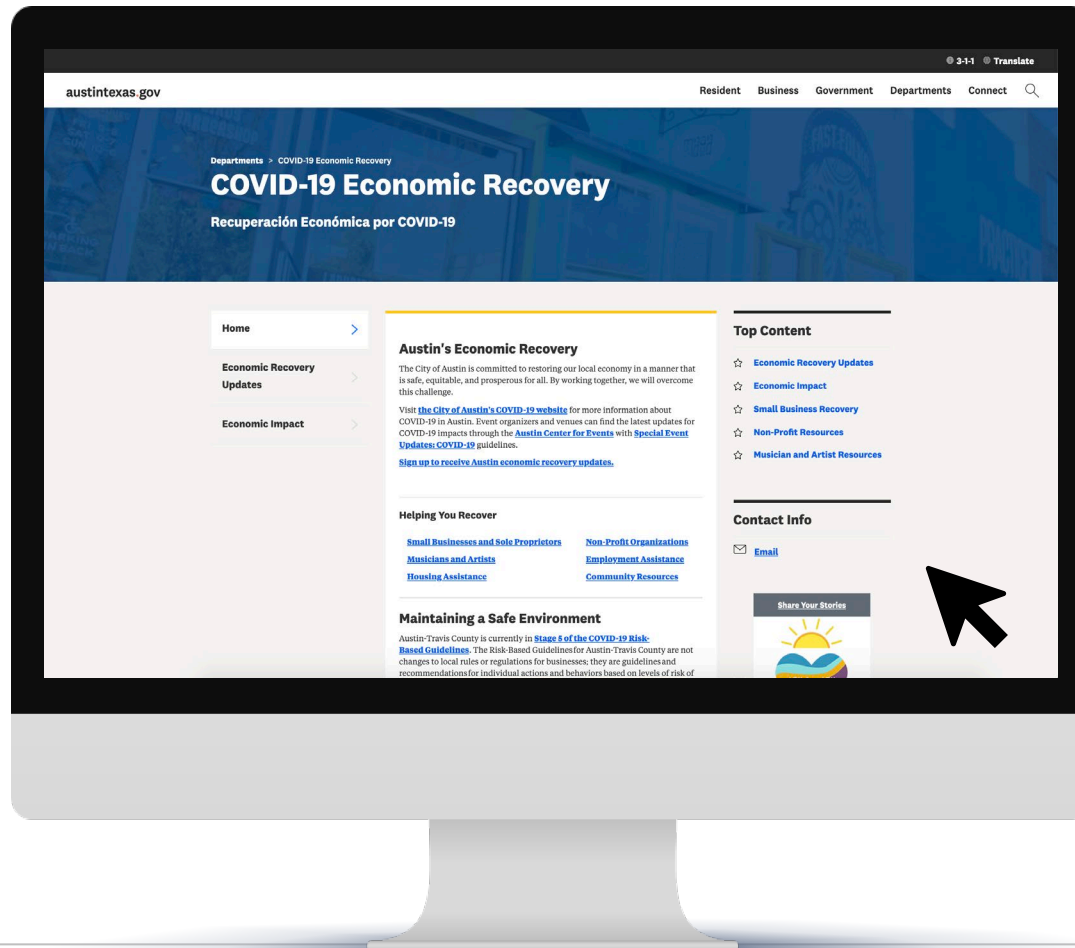 3-1-1 Translate
austintexas.gov
Resident Business Government Departments Connect
Departments > COVID-19 Economic Recovery
COVID-19 Economic Recovery
Recuperación Económica por COVID-19
Home
Economic Recovery
Updates
Economic Impact
Austin's Economic Recovery
The City of Austin is committed to restoring our local economy in a manner that
is safe, equitable, and prosperous for all. By working together, we will overcome
this challenge.
Visit the City of Austin's COVID-19 website for more information about
COVID-19 in Austin. Event organizers and venues can find the latest updates for
COVID-19 impacts through the Austin Center for Events with Special Event
Updates: COVID-19 guidelines.
Sign up to receive Austin economic recovery updates.
Helping You Recover
Small Businesses and Sole Proprietors
Non-Profit Organizations
Musicians and Artists
Employment Assistance
Housing Assistance
Community Resources
Maintaining a Safe Environment
Austin-Travis County is currently in Stage 5 of the COVID-19 Risk-
Based Guidelines. The Risk-Based Guidelines for Austin-Travis County are not
changes to local rules or regulations for businesses; they are guidelines and
recommendations for individual actions and behaviors based on levels of risk of
Top Content
Economic Recovery Updates
Economic Impact
Small Business Recovery
Non-Profit Resources
Musician and Artist Resources
Contact Info
Email
Share Your Stories